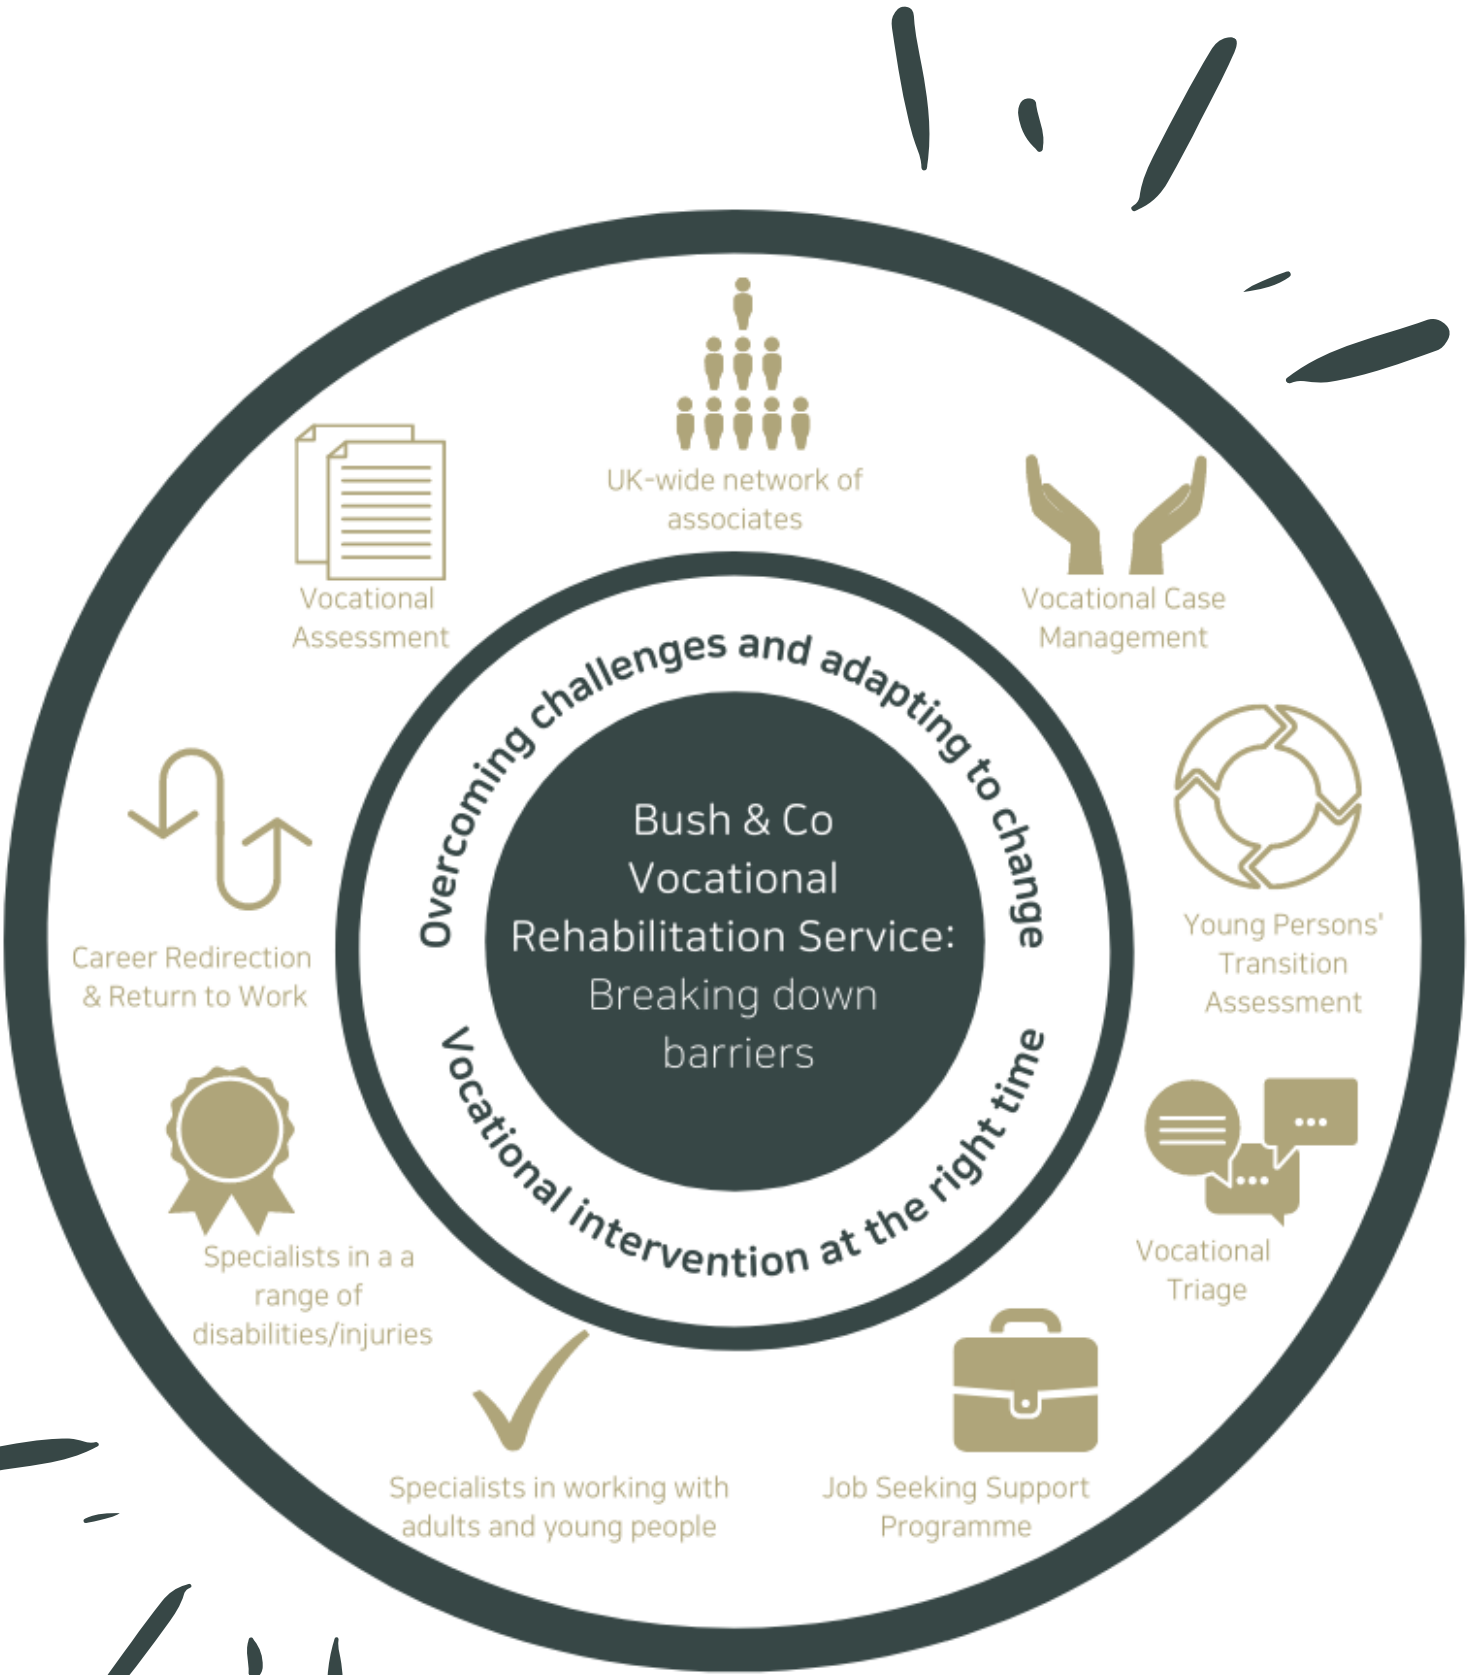 UK-wide network of
associates
Vocational
Assessment
Vocational Case
Management
Overcoming challenges and adapting to change
Bush & Co
Vocational
Rehabilitation Service:
Breaking down
barriers
Vocational intervention at the right time
Career Redirection
& Return to Work
Young Persons'
Transition
Assessment
Specialists in a a
range of
disabilities/injuries
Vocational
Triage
Specialists in working with
adults and young people
Job Seeking Support
Programme